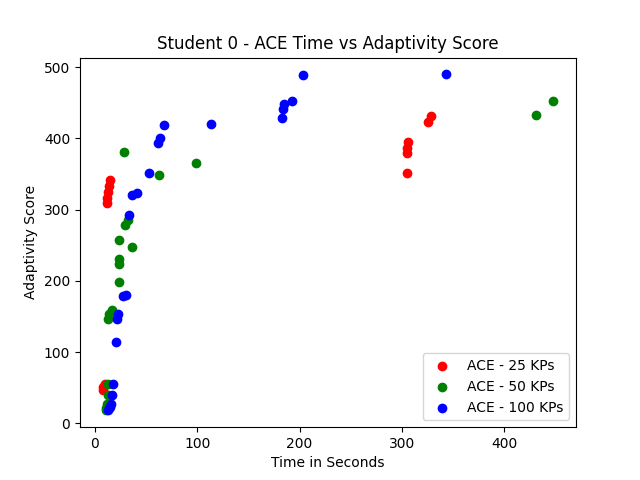 Student 0 - ACE Time vs Adaptivity Score
Adaptivity Score
500
400
300
200
100
0
0 100 200 300 400
Time in Seconds
ACE - 25 KPs
ACE - 50 KPs
ACE - 100 KPs